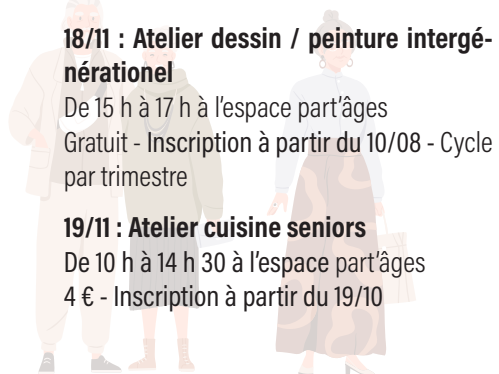 18/11 : Atelier dessin / peinture intergé-
nérationel
De 15 h à 17 h à l'espace part'âges
Gratuit - Inscription à partir du 10/08 - Cycle
par trimestre
19/11 : Atelier cuisine seniors
De 10 h à 14 h 30 à l'espace part'âges
4 € - Inscription à partir du 19/10